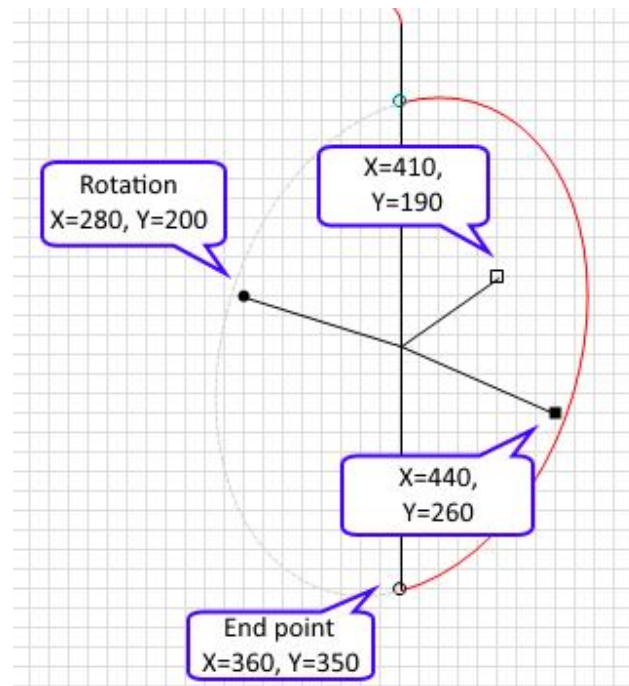 X=410,
Y=190
Rotation
X=280, Y=200
X=440,
Y=260
End point
X=360, Y=350